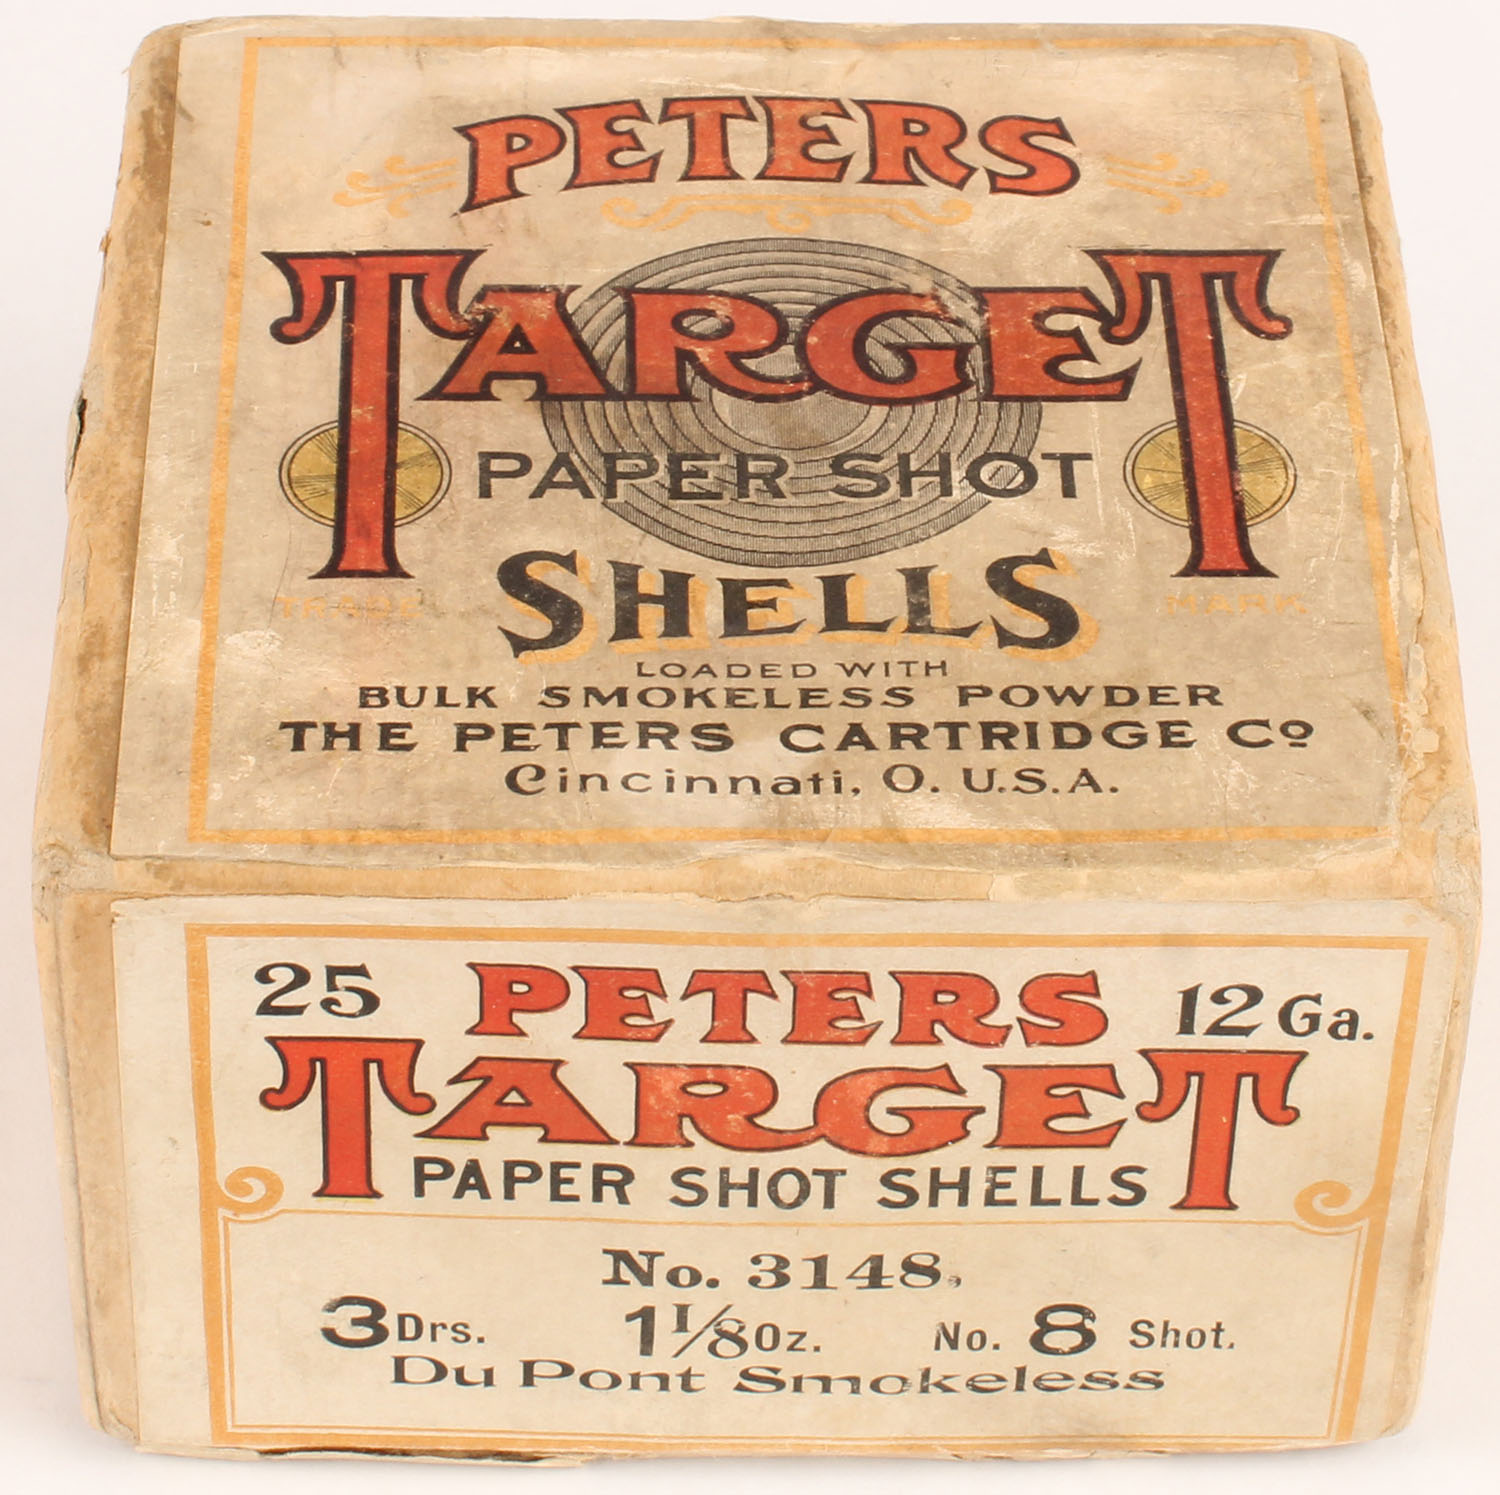 PETERS
TARGET
PAPER SHOT
SHELLS
TRADE MARK
LOADED WITH
BULK SMOKELESS POWDER
THE PETERS CARTRIDGE Co
Cincinnati, O. U.S.A.
25 PETERS 12 Ga.
TARGET
PAPER SHOT SHELLS
No. 3148,
3 Drs. 1 1/8 Oz. No. 8 Shot.
Du Pont Smokeless